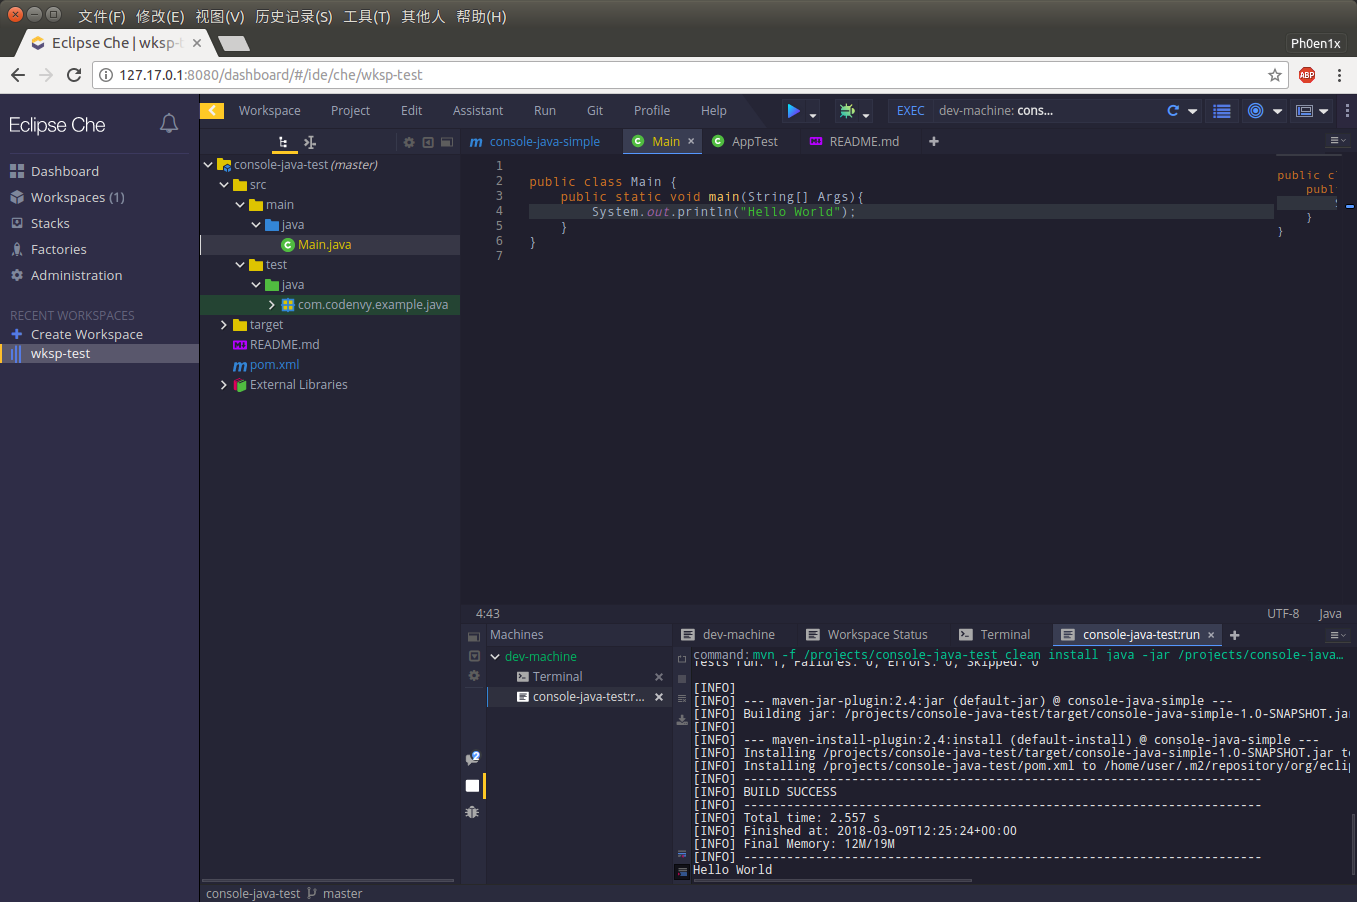 文件(F) 修改(E) 视图(V) 历史记录(S) 工具(T) 其他人 帮助(H)
Eclipse Che | wksp-t
Ph0en1x
127.17.0.1:8080/dashboard/#/ide/che/wksp-test
ABP
Eclipse Che
Dashboard
Workspaces (1)
Stacks
Factories
Administration
RECENT WORKSPACES
Create Workspace
wksp-test
Workspace Project Edit Assistant Run Git Profile Help
EXEC dev-machine: cons...
console-java-test (master)
src
main
java
Main.java
test
java
com.codenvy.example.java
target
README.md
pom.xml
External Libraries
console-java-simple Main AppTest README.md
1
2 public class Main {
3 public static void main(String[] Args){
4 System.out.println("Hello World");
5 }
6 }
7
public cl
publi
S
}
}
4:43 UTF-8 Java
Machines
dev-machine
Terminal
console-java-test:r...
2
dev-machine Workspace Status Terminal console-java-test:run
command: mvn -f /projects/console-java-test clean install java -jar /projects/console-java...
Tests run: 1, Failures: 0, Errors: 0, Skipped: 0
[INFO]
[INFO] --- maven-jar-plugin:2.4:jar (default-jar) @ console-java-simple ---
[INFO] Building jar: /projects/console-java-test/target/console-java-simple-1.0-SNAPSHOT.jar
[INFO]
[INFO] --- maven-install-plugin:2.4:install (default-install) @ console-java-simple ---
[INFO] Installing /projects/console-java-test/target/console-java-simple-1.0-SNAPSHOT.jar to
[INFO] Installing /projects/console-java-test/pom.xml to /home/user/.m2/repository/org/eclip
[INFO] ------------------------------------------------------------------------
[INFO] BUILD SUCCESS
[INFO] ------------------------------------------------------------------------
[INFO] Total time: 2.557 s
[INFO] Finished at: 2018-03-09T12:25:24+00:00
[INFO] Final Memory: 12M/19M
[INFO] ------------------------------------------------------------------------
Hello World
console-java-test master